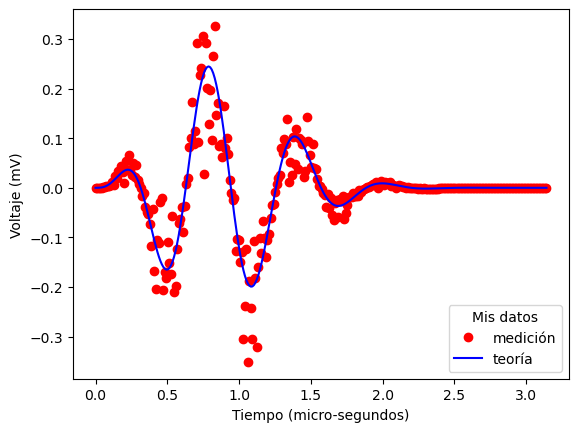 0.3
0.2
0.1
0.0
−0.1
−0.2
−0.3
Voltaje (mV)
0.0 0.5 1.0 1.5 2.0 2.5 3.0
Tiempo (micro-segundos)
Mis datos
medición
teoría